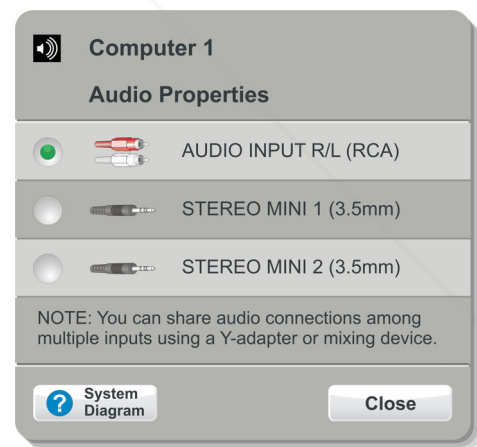 Computer 1
Audio Properties
AUDIO INPUT R/L (RCA)
STEREO MINI 1 (3.5mm)
STEREO MINI 2 (3.5mm)
NOTE: You can share audio connections among
multiple inputs using a Y-adapter or mixing device.
? System
Diagram
Close